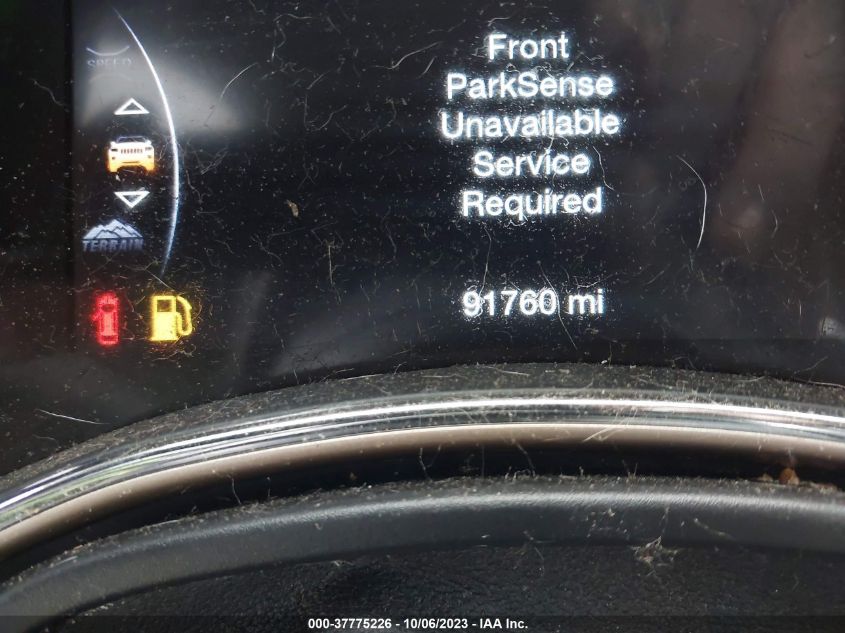 SPEED
Front
ParkSense
Unavailable
Service
Required
TERRAIN
91760 mi
000-37775226 - 10/06/2023 - IAA Inc.